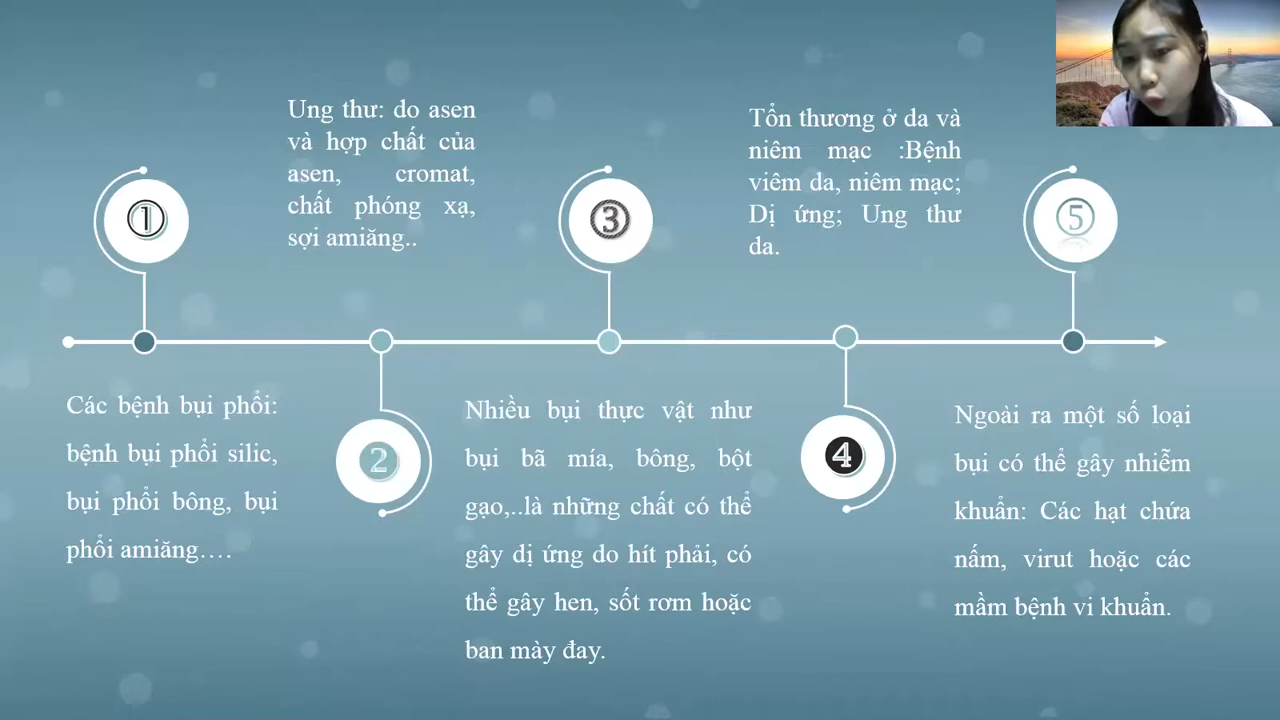 ①
Các bệnh bụi phổi:
bệnh bụi phổi silic,
bụi phổi bông, bụi
phổi amiăng….
Ung thư: do asen
và hợp chất của
asen, cromat,
chất phóng xạ,
sợi amiăng..
②
③
Nhiều bụi thực vật như
bụi bã mía, bông, bột
gạo,..là những chất có thể
gây dị ứng do hít phải, có
thể gây hen, sốt rơm hoặc
ban mày đay.
Tổn thương ở da và
niêm mạc :Bệnh
viêm da, niêm mạc;
Dị ứng; Ung thư
da.
❹
⑤
Ngoài ra một số loại
bụi có thể gây nhiễm
khuẩn: Các hạt chứa
nấm, virut hoặc các
mầm bệnh vi khuẩn.